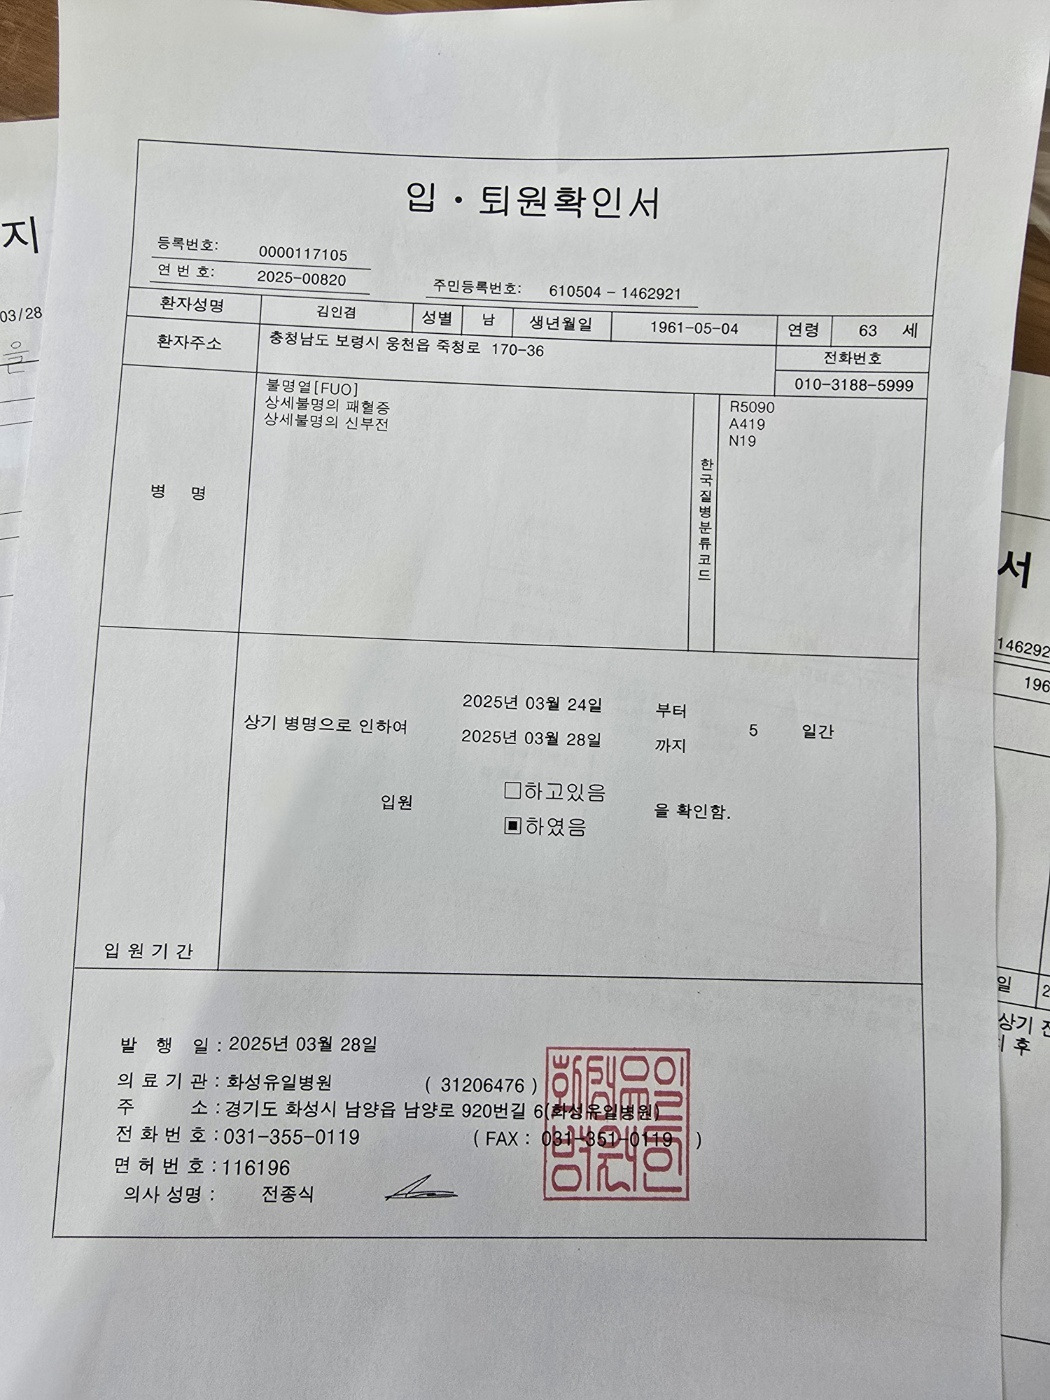 입 · 퇴원확인서
등록번호: 0000117105
연 번 호: 2025-00820
주민등록번호: 610504 - 1462921
환자성명 김인겸 성별 남 생년월일 1961-05-04 연령 63 세
환자주소 충청남도 보령시 웅천읍 죽청로 170-36 전화번호
010-3188-5999
병 명
불명열[FUO]
상세불명의 패혈증
상세불명의 신부전
한국질병분류코드
R5090
A419
N19
입원기간
상기 병명으로 인하여
2025년 03월 24일 부터
2025년 03월 28일 까지
5 일간
입원
□하고있음
▣하였음
을 확인함.
발 행 일 : 2025년 03월 28일
의료기관 : 화성유일병원 ( 31206476 )
주 소 : 경기도 화성시 남양읍 남양로 920번길 6(화성유일병원)
전화번호 : 031-355-0119 ( FAX : 031-351-0119 )
면허번호 : 116196
의사성명 : 전종식
지
03/28
서
146292
196
일
2
상기 진
후